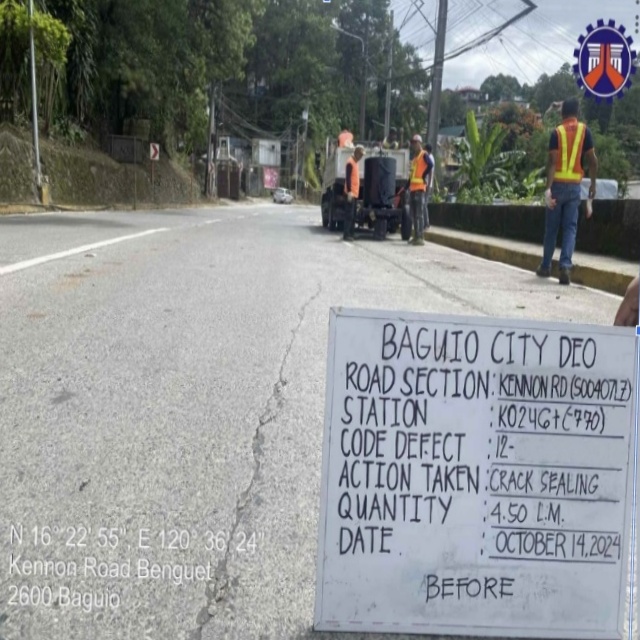 BAGUIO CITY DEO
ROAD SECTION : KENNON RD (S00407LZ)
STATION : K0246+(-770)
CODE DEFECT : 12-
ACTION TAKEN : CRACK SEALING
QUANTITY : 4.50 L.M.
DATE : OCTOBER 14, 2024
BEFORE
N 16° 22' 55", E 120° 36' 24"
Kennon Road Benguet
2600 Baguio